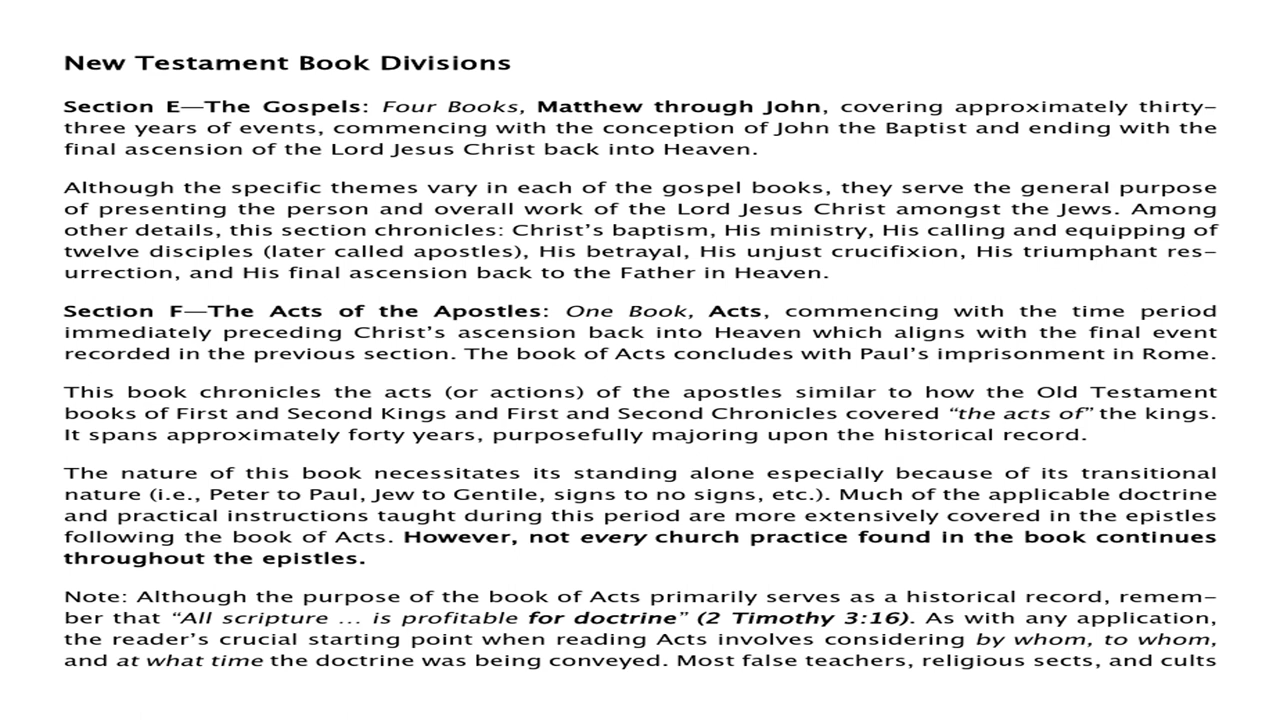 New Testament Book Divisions
Section E—The Gospels: Four Books, Matthew through John, covering approximately thirty-
three years of events, commencing with the conception of John the Baptist and ending with the
final ascension of the Lord Jesus Christ back into Heaven.
Although the specific themes vary in each of the gospel books, they serve the general purpose
of presenting the person and overall work of the Lord Jesus Christ amongst the Jews. Among
other details, this section chronicles: Christ’s baptism, His ministry, His calling and equipping of
twelve disciples (later called apostles), His betrayal, His unjust crucifixion, His triumphant res-
urrection, and His final ascension back to the Father in Heaven.
Section F—The Acts of the Apostles: One Book, Acts, commencing with the time period
immediately preceding Christ’s ascension back into Heaven which aligns with the final event
recorded in the previous section. The book of Acts concludes with Paul’s imprisonment in Rome.
This book chronicles the acts (or actions) of the apostles similar to how the Old Testament
books of First and Second Kings and First and Second Chronicles covered “the acts of” the kings.
It spans approximately forty years, purposefully majoring upon the historical record.
The nature of this book necessitates its standing alone especially because of its transitional
nature (i.e., Peter to Paul, Jew to Gentile, signs to no signs, etc.). Much of the applicable doctrine
and practical instructions taught during this period are more extensively covered in the epistles
following the book of Acts. However, not every church practice found in the book continues
throughout the epistles.
Note: Although the purpose of the book of Acts primarily serves as a historical record, remem-
ber that “All scripture ... is profitable for doctrine” (2 Timothy 3:16). As with any application,
the reader’s crucial starting point when reading Acts involves considering by whom, to whom,
and at what time the doctrine was being conveyed. Most false teachers, religious sects, and cults